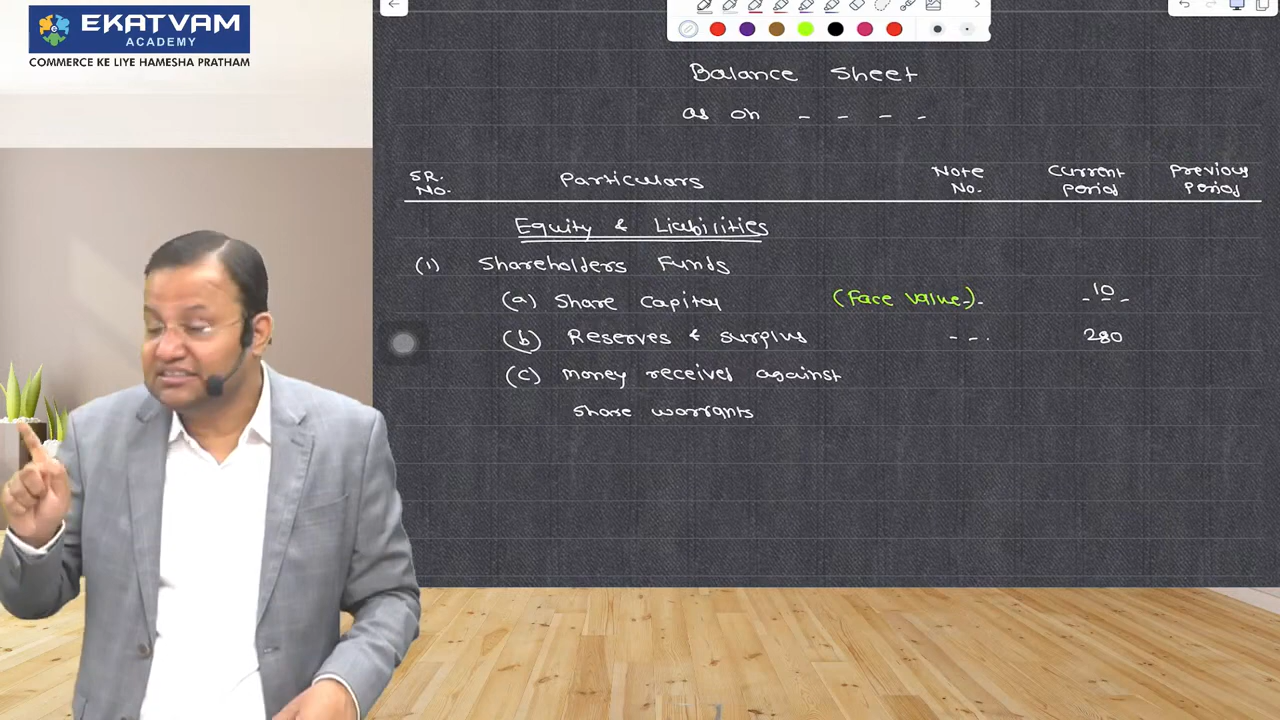 EKATVAM
ACADEMY
COMMERCE KE LIYE HAMESHA PRATHAM
Balance Sheet
as on - - - -
SR. No. Particulars Note No. Current period Previous period
Equity & Liabilities
(1) Shareholders Funds
(a) Share Capital (Face value) 10
(b) Reserves & surplus - - - 280
(c) money received against
share warrants